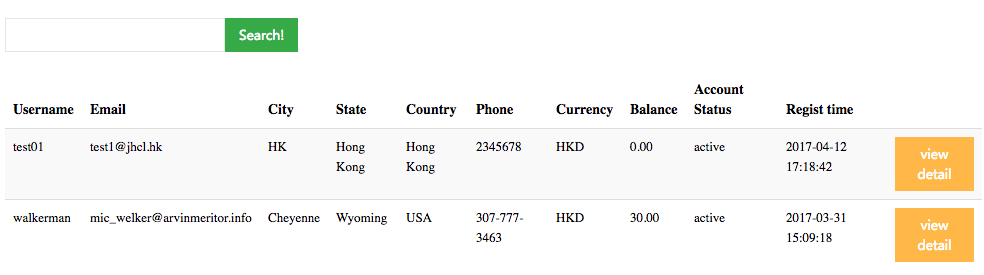 Search!
Username Email City State Country Phone Currency Balance Account Status Regist time
test01 test1@jhcl.hk HK Hong Kong Hong Kong 2345678 HKD 0.00 active 2017-04-12 17:18:42 view detail
walkerman mic_welker@arvinmeritor.info Cheyenne Wyoming USA 307-777-3463 HKD 30.00 active 2017-03-31 15:09:18 view detail